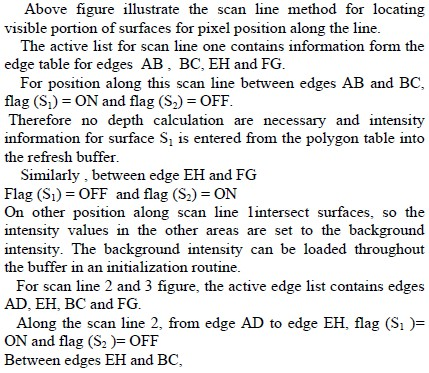 Above figure illustrate the scan line method for locating
visible portion of surfaces for pixel position along the line.
The active list for scan line one contains information form the
edge table for edges AB , BC, EH and FG.
For position along this scan line between edges AB and BC,
flag (S₁) = ON and flag (S₂) = OFF.
Therefore no depth calculation are necessary and intensity
information for surface S₁ is entered from the polygon table into
the refresh buffer.
Similarly , between edge EH and FG
Flag (S₁) = OFF and flag (S₂) = ON
On other position along scan line 1intersect surfaces, so the
intensity values in the other areas are set to the background
intensity. The background intensity can be loaded throughout
the buffer in an initialization routine.
For scan line 2 and 3 figure, the active edge list contains edges
AD, EH, BC and FG.
Along the scan line 2, from edge AD to edge EH, flag (S₁ )=
ON and flag (S₂ )= OFF
Between edges EH and BC,